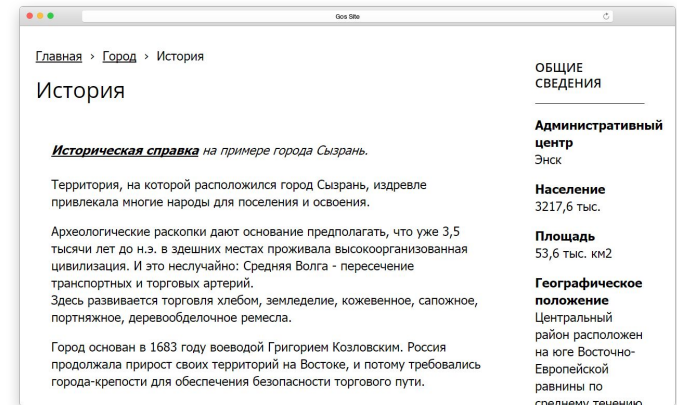 Gos Site
Главная › Город › История
История
Историческая справка на примере города Сызрань.
Территория, на которой расположился город Сызрань, издревле
привлекала многие народы для поселения и освоения.
Археологические раскопки дают основание предполагать, что уже 3,5
тысячи лет до н.э. в здешних местах проживала высокоорганизованная
цивилизация. И это неслучайно: Средняя Волга - пересечение
транспортных и торговых артерий.
Здесь развивается торговля хлебом, земледелие, кожевенное, сапожное,
портняжное, деревообделочное ремесла.
Город основан в 1683 году воеводой Григорием Козловским. Россия
продолжала прирост своих территорий на Востоке, и потому требовались
города-крепости для обеспечения безопасности торгового пути.
ОБЩИЕ
СВЕДЕНИЯ
Административный
центр
Энск
Население
3217,6 тыс.
Площадь
53,6 тыс. км2
Географическое
положение
Центральный
район расположен
на юге Восточно-
Европейской
равнины по
среднему течению